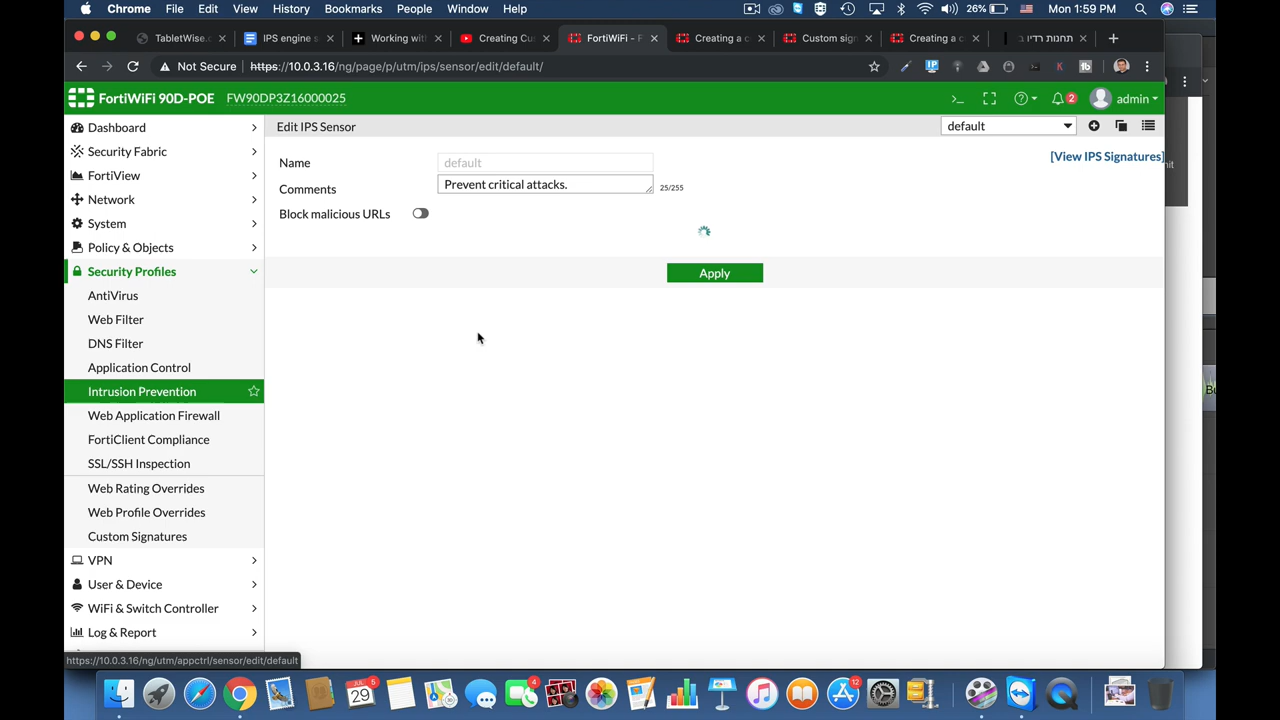 Chrome File Edit View History Bookmarks People Window Help 26% Mon 1:59 PM
TabletWise.c IPS engine s Working with Creating Cu FortiWiFi - F Creating a c Custom sign Creating a c תחנות רדיו ב
Not Secure https://10.0.3.16/ng/page/p/utm/ips/sensor/edit/default/
FortiWiFi 90D-POE FW90DP3Z16000025 2 admin
Dashboard
Edit IPS Sensor default
Security Fabric
[View IPS Signatures]
Name default
FortiView
Comments Prevent critical attacks. 25/255
Network
Block malicious URLs
System
Policy & Objects
Security Profiles
Apply
AntiVirus
Web Filter
DNS Filter
Application Control
Intrusion Prevention
Web Application Firewall
FortiClient Compliance
SSL/SSH Inspection
Web Rating Overrides
Web Profile Overrides
Custom Signatures
VPN
User & Device
WiFi & Switch Controller
Log & Report
https://10.0.3.16/ng/utm/appctrl/sensor/edit/default